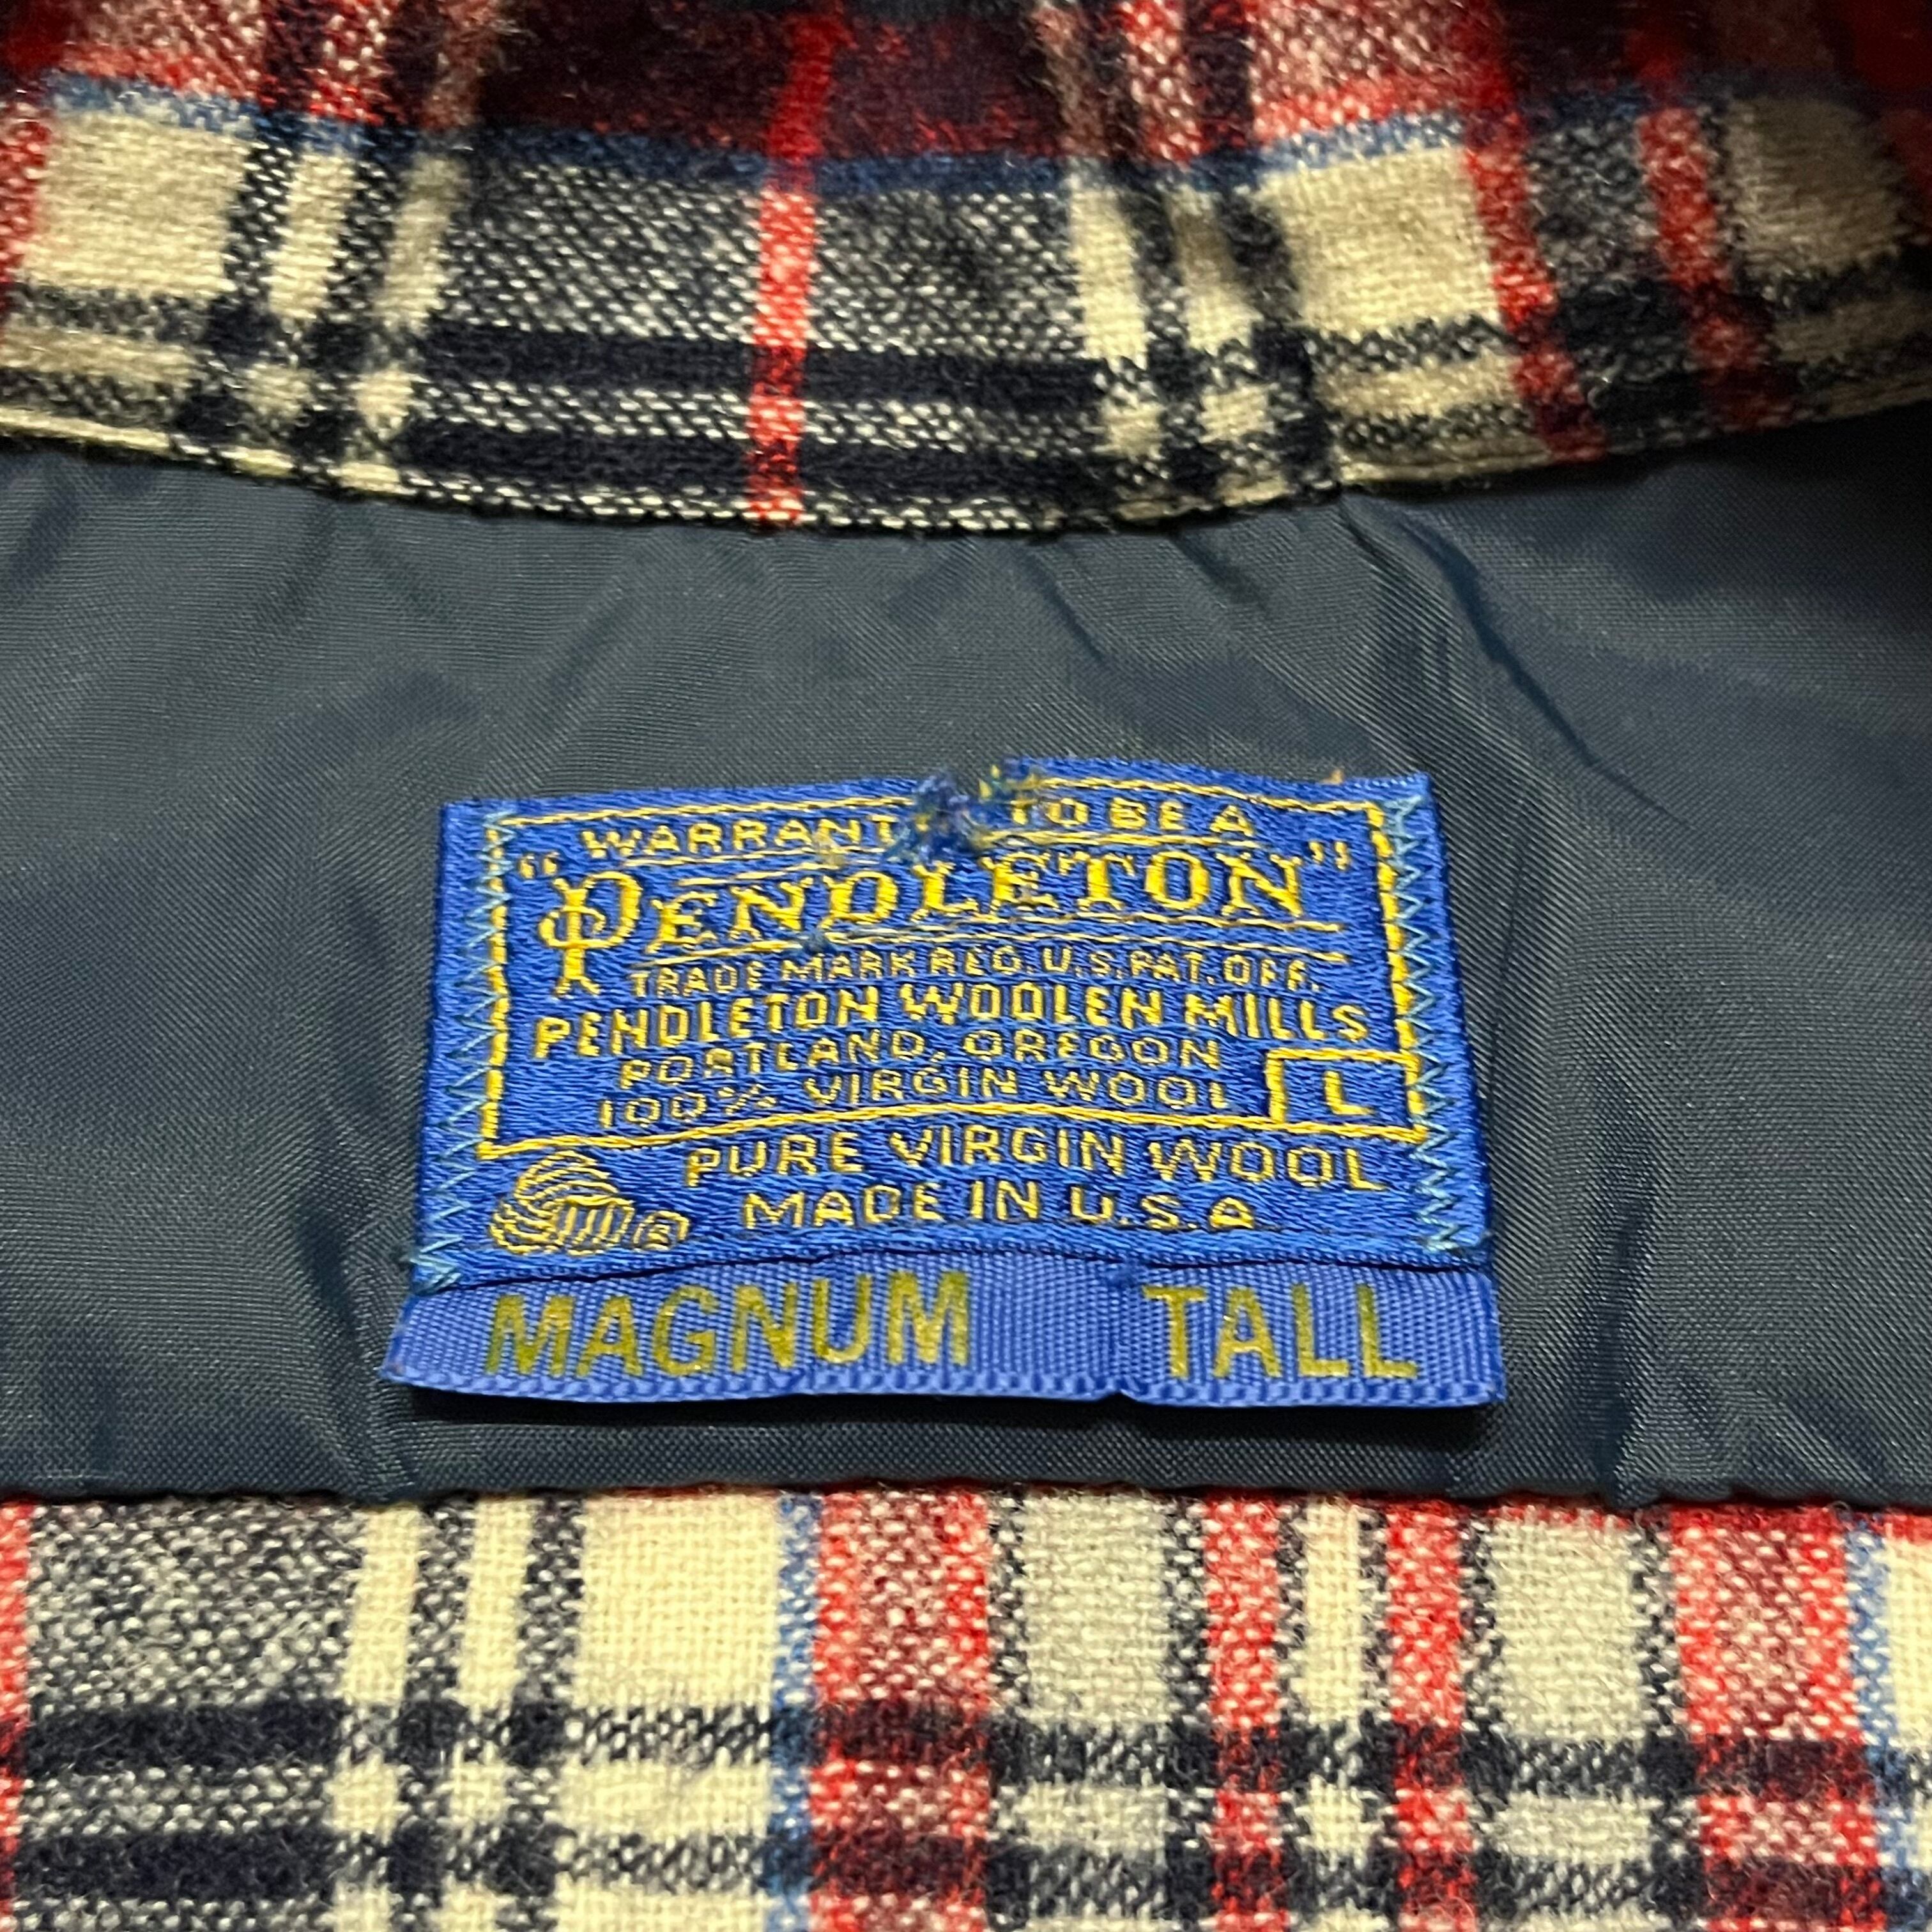 WARRANT TO BE A
"PENDLETON"
TRADE MARK REG. U.S. PAT. OFF.
PENDLETON WOOLEN MILLS
PORTLAND, OREGON
100% VIRGIN WOOL L
PURE VIRGIN WOOL
® MADE IN U.S.A.
MAGNUM TALL